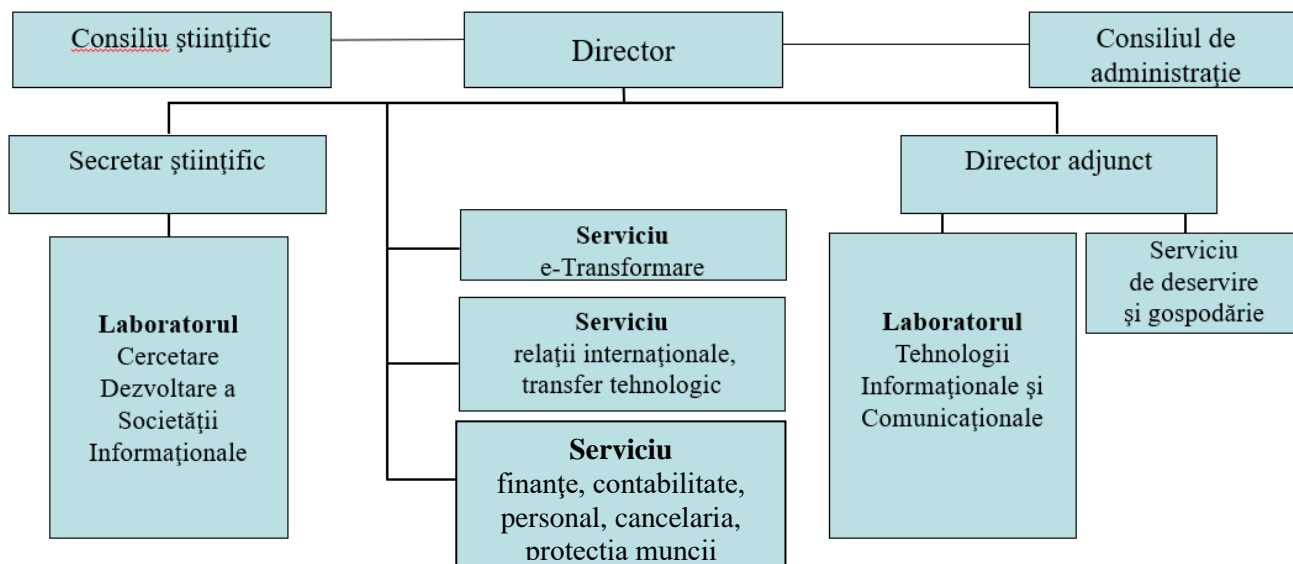 Consiliu ştiinţific
Director
Consiliul de
administraţie
Secretar ştiinţific
Director adjunct
Laboratorul
Cercetare
Dezvoltare a
Societăţii
Informaţionale
Serviciu
e-Transformare
Serviciu
relaţii internaţionale,
transfer tehnologic
Serviciu
finanţe, contabilitate,
personal, cancelaria,
protecţia muncii
Laboratorul
Tehnologii
Informaţionale şi
Comunicaţionale
Serviciu
de deservire
şi gospodărie